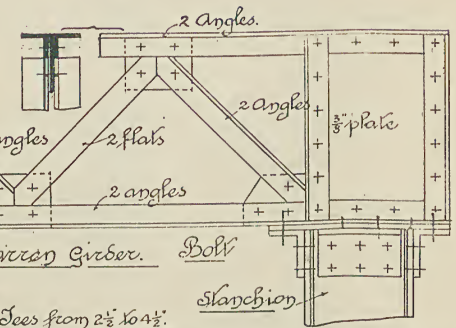 2 Angles.
2 Angles
angles
2 flats
3/8" plate
2 angles
Warren Girder.
Bolt
Stanchion
Tees from 2½" to 4½".